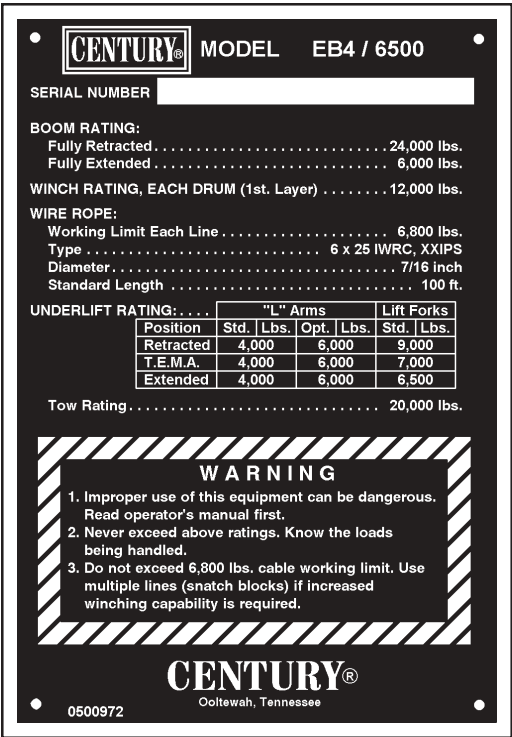 CENTURY® MODEL EB4 / 6500
SERIAL NUMBER
BOOM RATING:
Fully Retracted . . . . . . . . . . . . . . . . . . . . . . . . . . . 24,000 lbs.
Fully Extended . . . . . . . . . . . . . . . . . . . . . . . . . . . 6,000 lbs.
WINCH RATING, EACH DRUM (1st. Layer) . . . . . . . . 12,000 lbs.
WIRE ROPE:
Working Limit Each Line . . . . . . . . . . . . . . . . . . . . 6,800 lbs.
Type . . . . . . . . . . . . . . . . . . . . . . . . . . . 6 x 25 IWRC, XXIPS
Diameter . . . . . . . . . . . . . . . . . . . . . . . . . . . . . . . . 7/16 inch
Standard Length . . . . . . . . . . . . . . . . . . . . . . . . . . . . 100 ft.
UNDERLIFT RATING: . . . . "L" Arms Lift Forks
Position Std. Lbs. Opt. Lbs. Std. Lbs.
Retracted 4,000 6,000 9,000
T.E.M.A. 4,000 6,000 7,000
Extended 4,000 6,000 6,500
Tow Rating . . . . . . . . . . . . . . . . . . . . . . . . . . . . . 20,000 lbs.
WARNING
1. Improper use of this equipment can be dangerous.
Read operator's manual first.
2. Never exceed above ratings. Know the loads
being handled.
3. Do not exceed 6,800 lbs. cable working limit. Use
multiple lines (snatch blocks) if increased
winching capability is required.
CENTURY®
Ooltewah, Tennessee
0500972